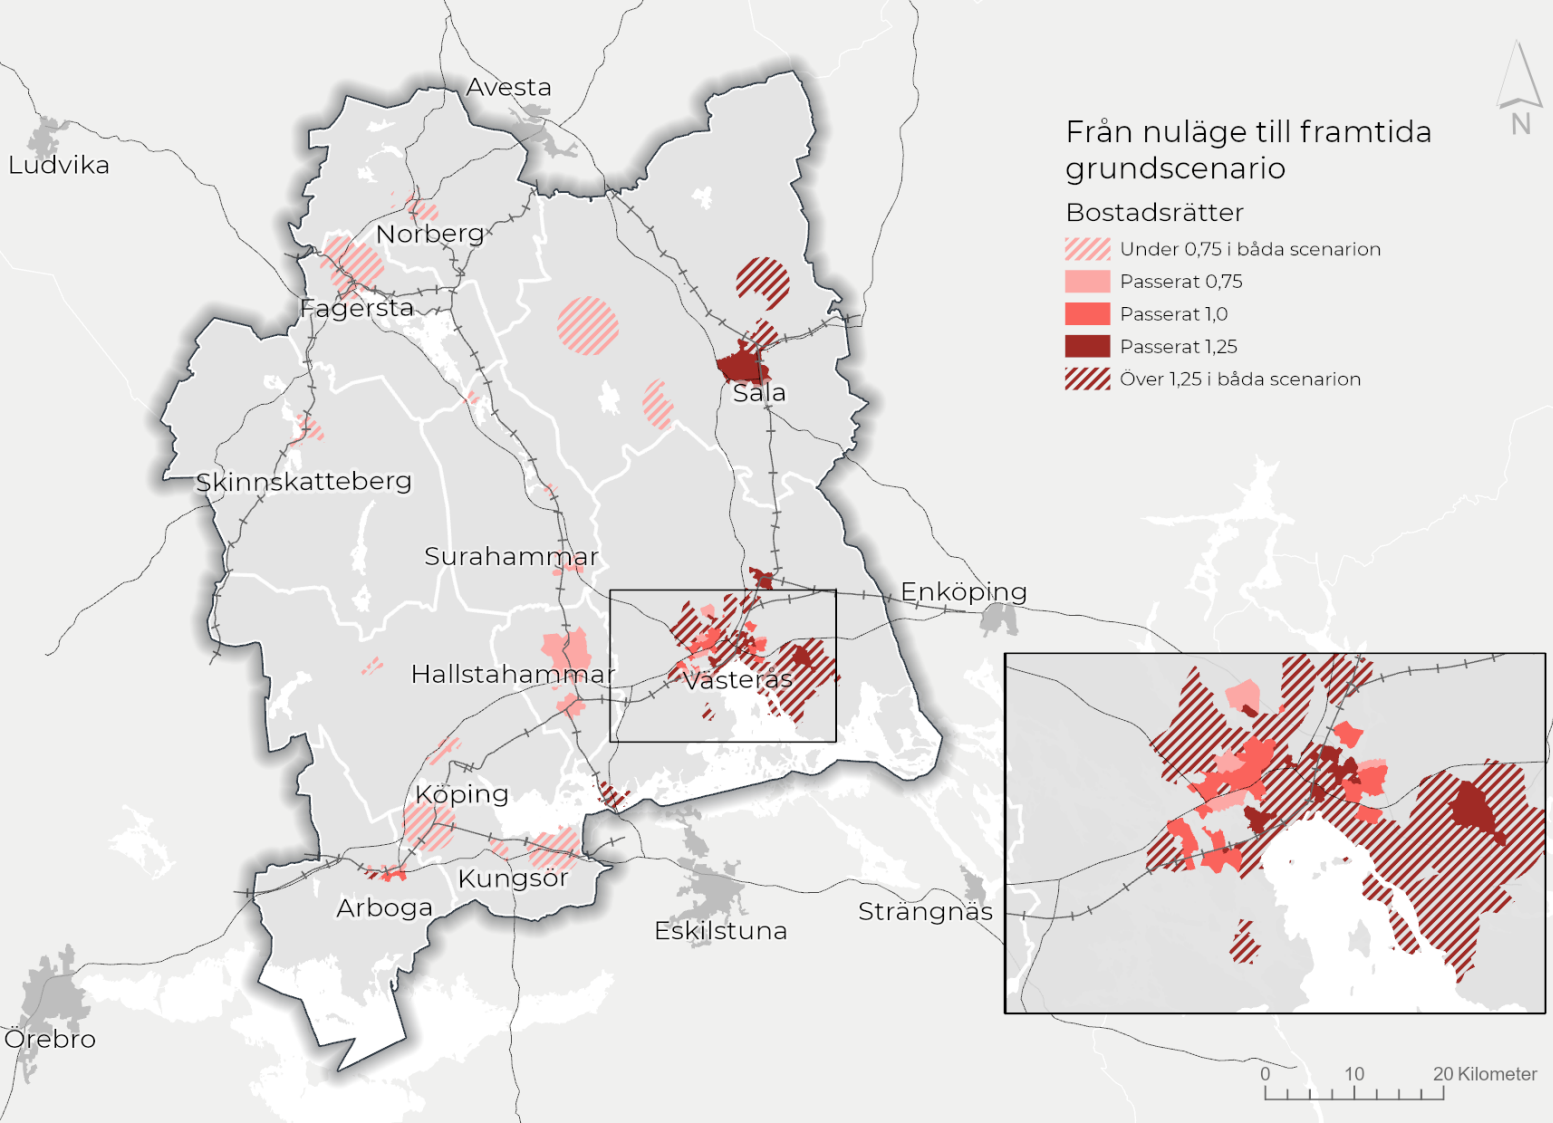 Avesta
Ludvika
Från nuläge till framtida
grundscenario
Bostadsrätter
Under 0,75 i båda scenarion
Passerat 0,75
Passerat 1,0
Passerat 1,25
Över 1,25 i båda scenarion
N
Norberg
Fagersta
Sala
Skinnskatteberg
Surahammar
Enköping
Hallstahammar
Västerås
Köping
Kungsör
Arboga
Strängnäs
Eskilstuna
Örebro
0 10 20 Kilometer